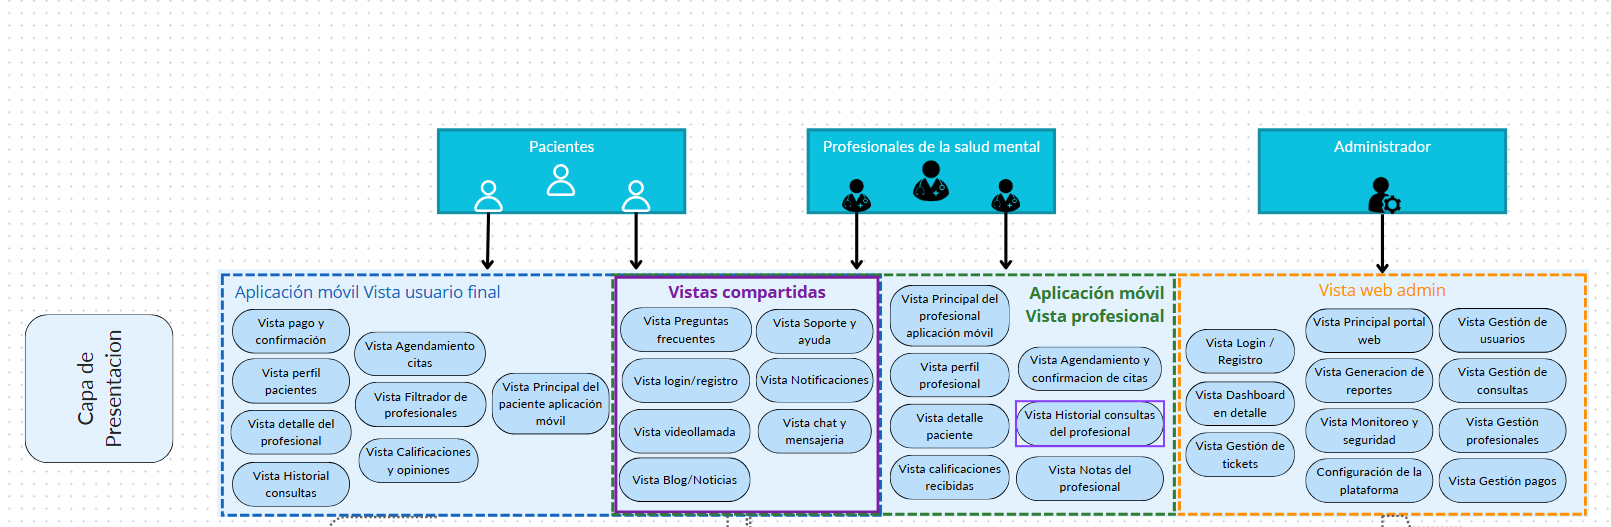 Pacientes
Profesionales de la salud mental
Administrador
Capa de
Presentacion
Aplicación móvil Vista usuario final
Vista pago y
confirmación
Vista perfil
pacientes
Vista detalle del
profesional
Vista Historial
consultas
Vista Agendamiento
citas
Vista Filtrador de
profesionales
Vista Calificaciones
y opiniones
Vista Principal del
paciente aplicación
móvil
Vistas compartidas
Vista Preguntas
frecuentes
Vista login/registro
Vista videollamada
Vista Blog/Noticias
Vista Soporte y
ayuda
Vista Notificaciones
Vista chat y
mensajeria
Aplicación móvil
Vista profesional
Vista Principal del
profesional
aplicación móvil
Vista perfil
profesional
Vista detalle
paciente
Vista calificaciones
recibidas
Vista Agendamiento y
confirmacion de citas
Vista Historial consultas
del profesional
Vista Notas del
profesional
Vista web admin
Vista Login /
Registro
Vista Dashboard
en detalle
Vista Gestión de
tickets
Vista Principal portal
web
Vista Generacion de
reportes
Vista Monitoreo y
seguridad
Configuración de la
plataforma
Vista Gestión de
usuarios
Vista Gestión de
consultas
Vista Gestión
profesionales
Vista Gestión pagos